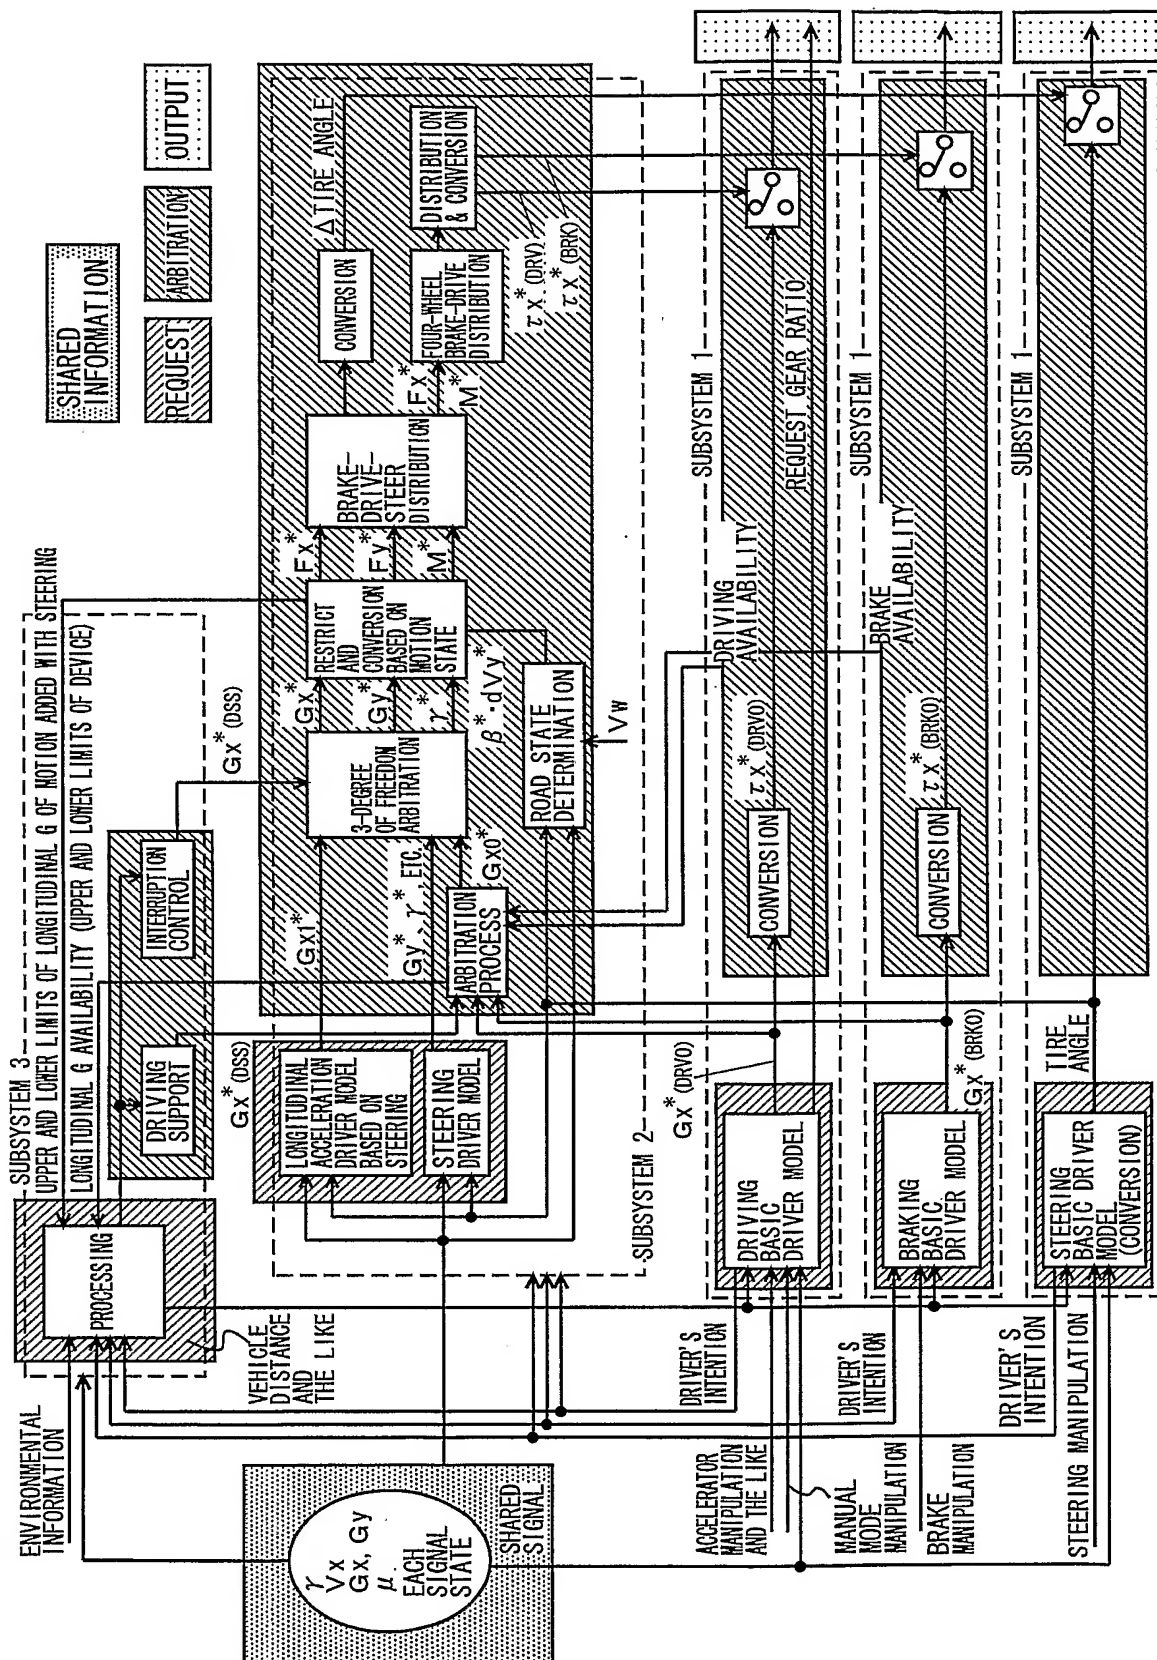 SHARED
INFORMATION
REQUEST
ARBITRATION
OUTPUT
SUBSYSTEM 3
UPPER AND LOWER LIMITS OF LONGITUDINAL G OF MOTION ADDED WITH STEERING
LONGITUDINAL G AVAILABILITY (UPPER AND LOWER LIMITS OF DEVICE)
ENVIRONMENTAL
INFORMATION
PROCESSING
VEHICLE
DISTANCE
AND
THE LIKE
DRIVING
SUPPORT
INTERRUPTION
CONTROL
Gx* (DSS)
Gx* (DSS)
LONGITUDINAL
ACCELERATION
DRIVER MODEL
BASED ON
STEERING
STEERING
DRIVER MODEL
Gx1*
Gy*, γ*, ETC.
ARBITRATION
PROCESS
Gx0*
3-DEGREE
OF FREEDOM
ARBITRATION
Gx*
Gy*
γ*
β*·dVy*
RESTRICT
AND
CONVERSION
BASED ON
MOTION
STATE
ROAD STATE
DETERMINATION
Vw
Fx*
Fy*
M*
BRAKE-
DRIVE-
STEER
DISTRIBUTION
Fx*
M*
CONVERSION
FOUR-WHEEL
BRAKE-DRIVE
DISTRIBUTION
DISTRIBUTION
& CONVERSION
Δ TIRE ANGLE
τx* (DRV)
τx* (BRK)
SUBSYSTEM 2
γ
Vx
Gx, Gy
μ
EACH
SIGNAL
STATE
SHARED
SIGNAL
DRIVER'S
INTENTION
ACCELERATOR
MANIPULATION
AND THE LIKE
MANUAL
MODE
MANIPULATION
DRIVING
BASIC
DRIVER MODEL
Gx* (DRV0)
CONVERSION
τx* (DRV0)
DRIVING
AVAILABILITY
SUBSYSTEM 1
REQUEST GEAR RATIO
DRIVER'S
INTENTION
BRAKE
MANIPULATION
BRAKING
BASIC
DRIVER MODEL
Gx* (BRK0)
CONVERSION
τx* (BRK0)
BRAKE
AVAILABILITY
SUBSYSTEM 1
DRIVER'S
INTENTION
STEERING MANIPULATION
STEERING
BASIC DRIVER
MODEL
(CONVERSION)
TIRE
ANGLE
SUBSYSTEM 1